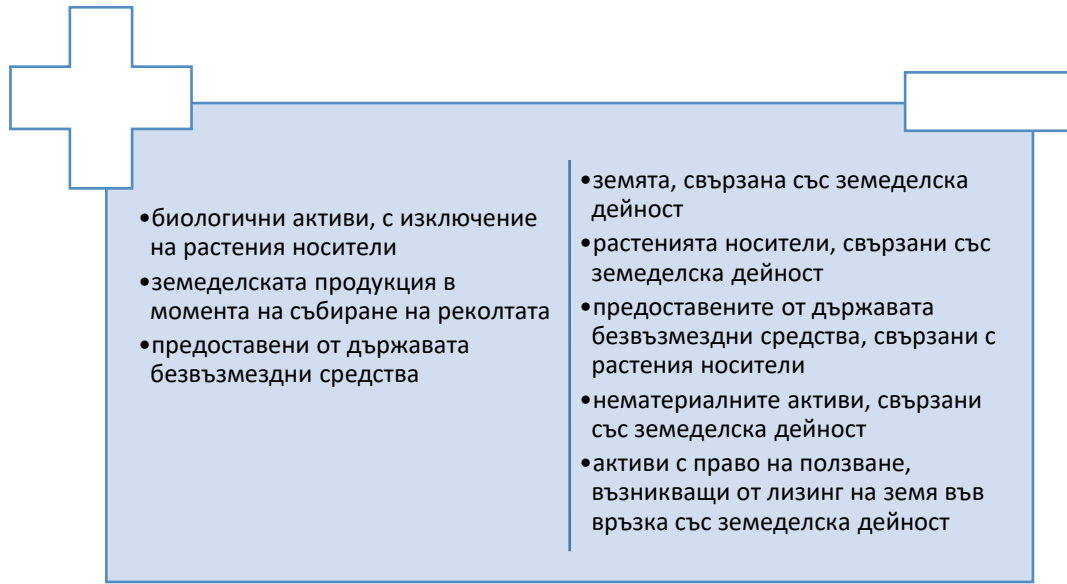 •биологични активи, с изключение
на растения носители
•земеделската продукция в
момента на събиране на реколтата
•предоставени от държавата
безвъзмездни средства
•земята, свързана със земеделска
дейност
•растенията носители, свързани със
земеделска дейност
•предоставените от държавата
безвъзмездни средства, свързани с
растения носители
•нематериалните активи, свързани
със земеделска дейност
•активи с право на ползване,
възникващи от лизинг на земя във
връзка със земеделска дейност